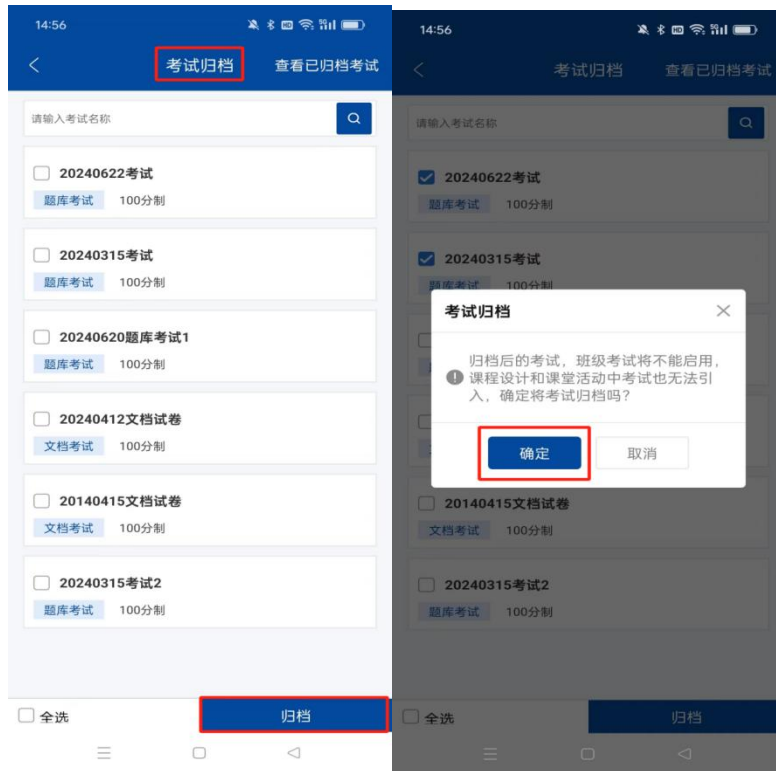 14:56
考试归档
查看已归档考试
请输入考试名称
20240622考试
题库考试 100分制
20240315考试
题库考试 100分制
20240620题库考试1
题库考试 100分制
20240412文档试卷
文档考试 100分制
20140415文档试卷
文档考试 100分制
20240315考试2
题库考试 100分制
全选
归档
14:56
考试归档
查看已归档考试
请输入考试名称
20240622考试
题库考试 100分制
20240315考试
题库考试 100分制
考试归档
归档后的考试，班级考试将不能启用，
课程设计和课堂活动中考试也无法引
入，确定将考试归档吗？
确定
取消
20140415文档试卷
文档考试 100分制
20240315考试2
题库考试 100分制
全选
归档